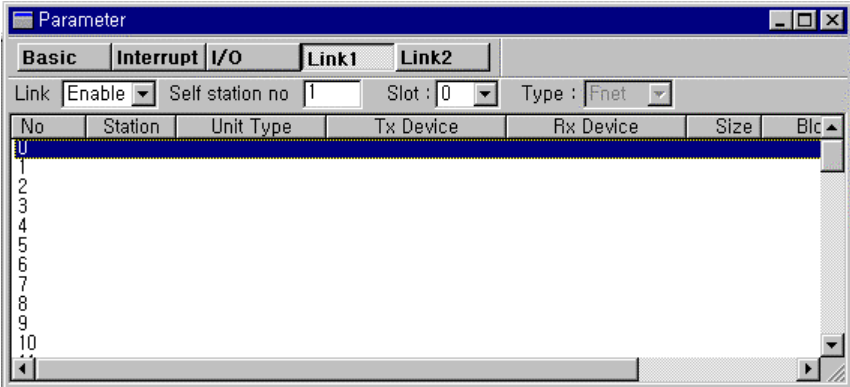 Parameter
Basic Interrupt I/O Link1 Link2
Link Enable Self station no 1 Slot : 0 Type : Fnet
No Station Unit Type Tx Device Rx Device Size
0
1
2
3
4
5
6
7
8
9
10